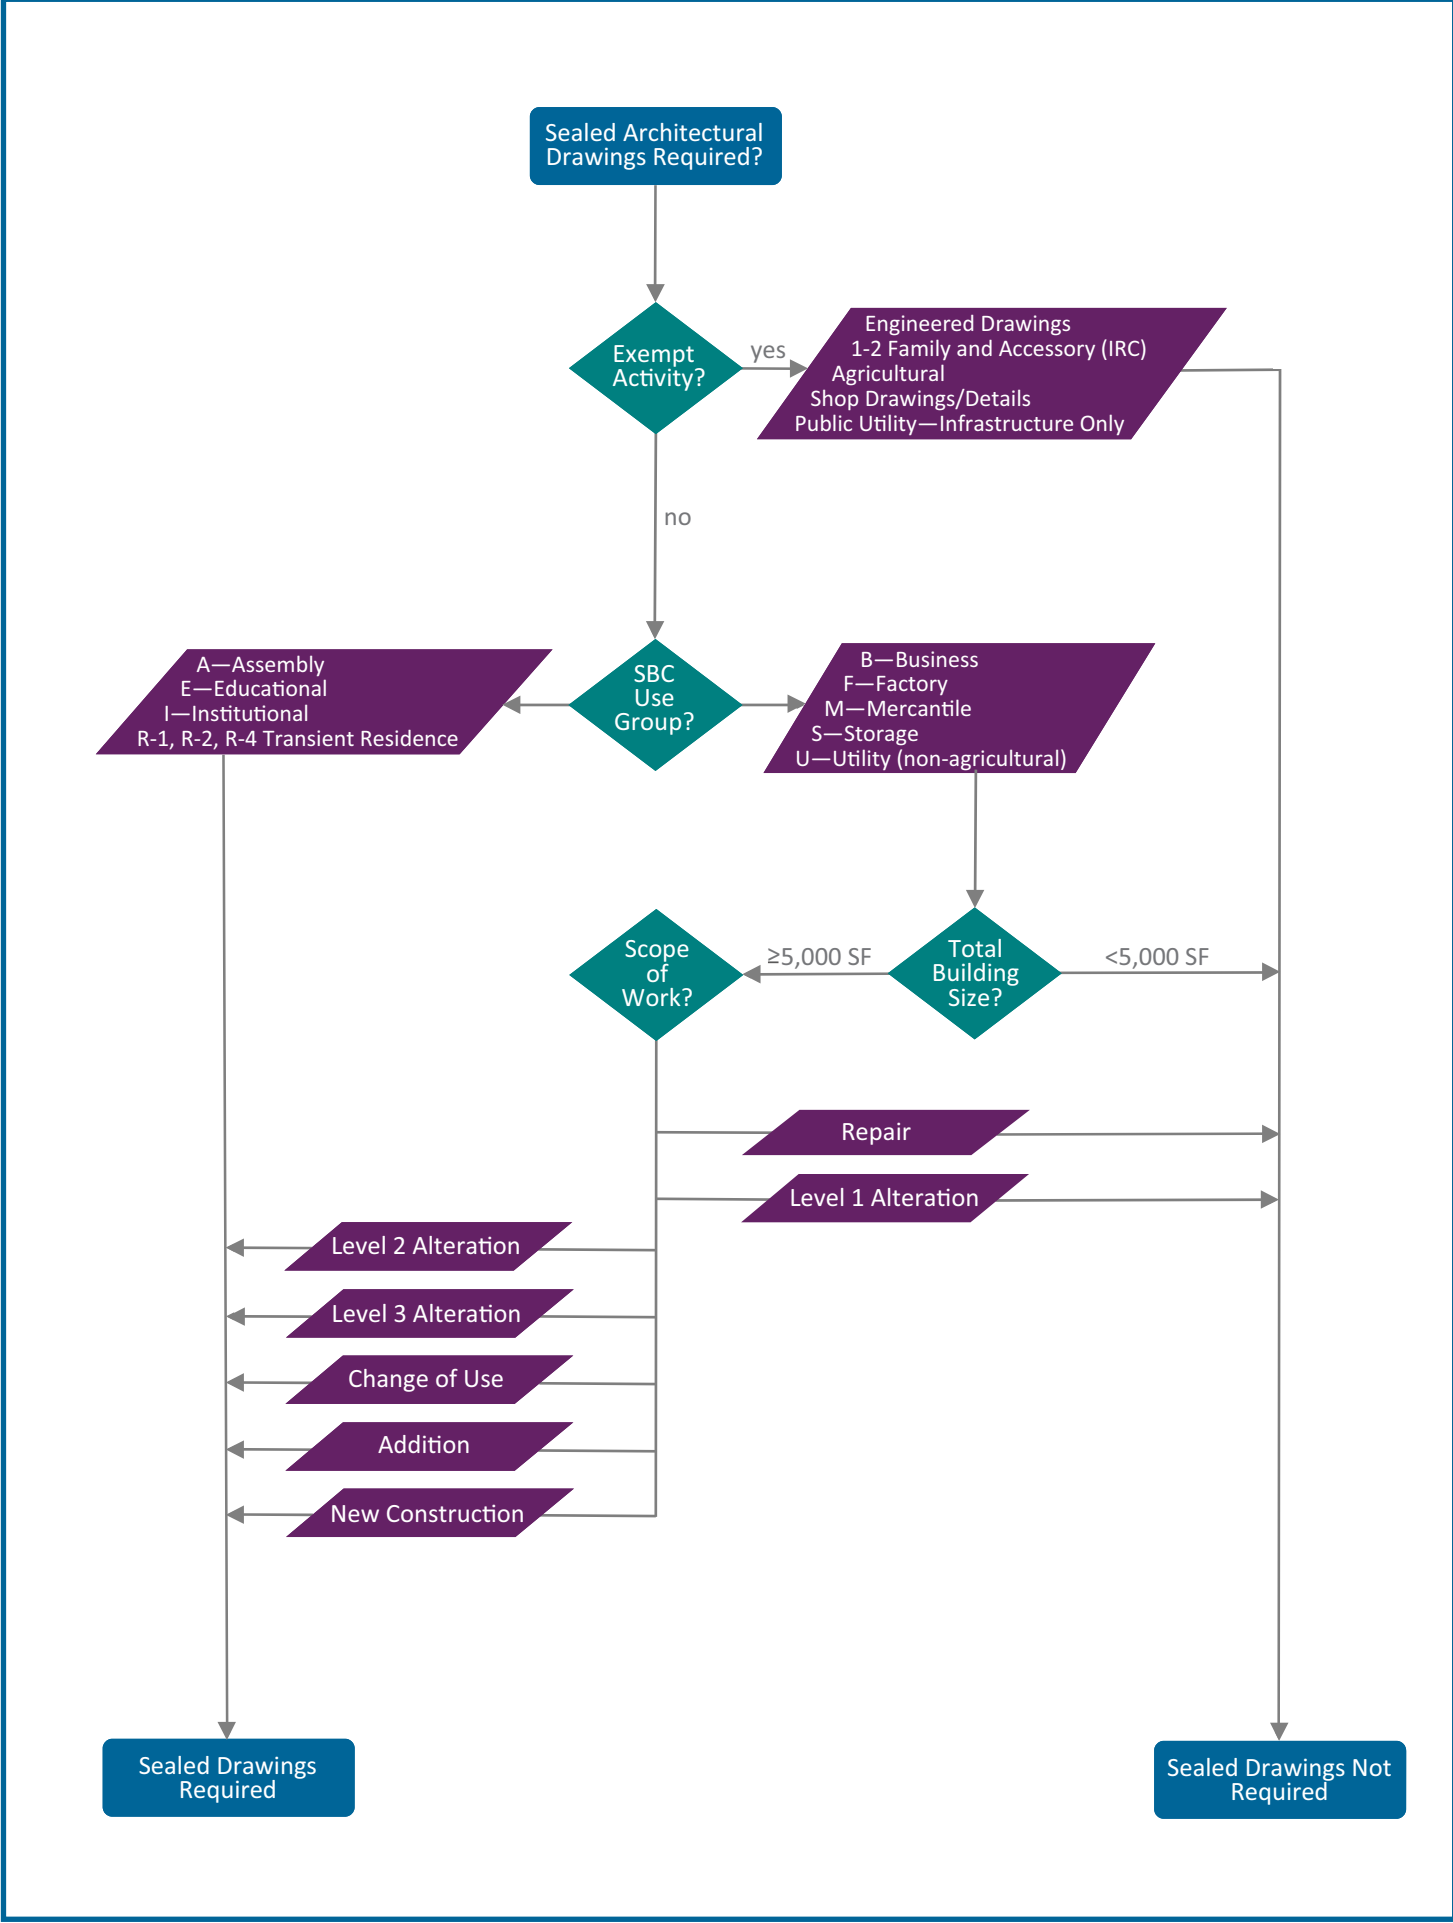 Sealed Architectural
Drawings Required?
Exempt
Activity?
yes
Engineered Drawings
1-2 Family and Accessory (IRC)
Agricultural
Shop Drawings/Details
Public Utility—Infrastructure Only
no
A—Assembly
E—Educational
I—Institutional
R-1, R-2, R-4 Transient Residence
SBC
Use
Group?
B—Business
F—Factory
M—Mercantile
S—Storage
U—Utility (non-agricultural)
Scope
of
Work?
≥5,000 SF
Total
Building
Size?
<5,000 SF
Repair
Level 1 Alteration
Level 2 Alteration
Level 3 Alteration
Change of Use
Addition
New Construction
Sealed Drawings
Required
Sealed Drawings Not
Required